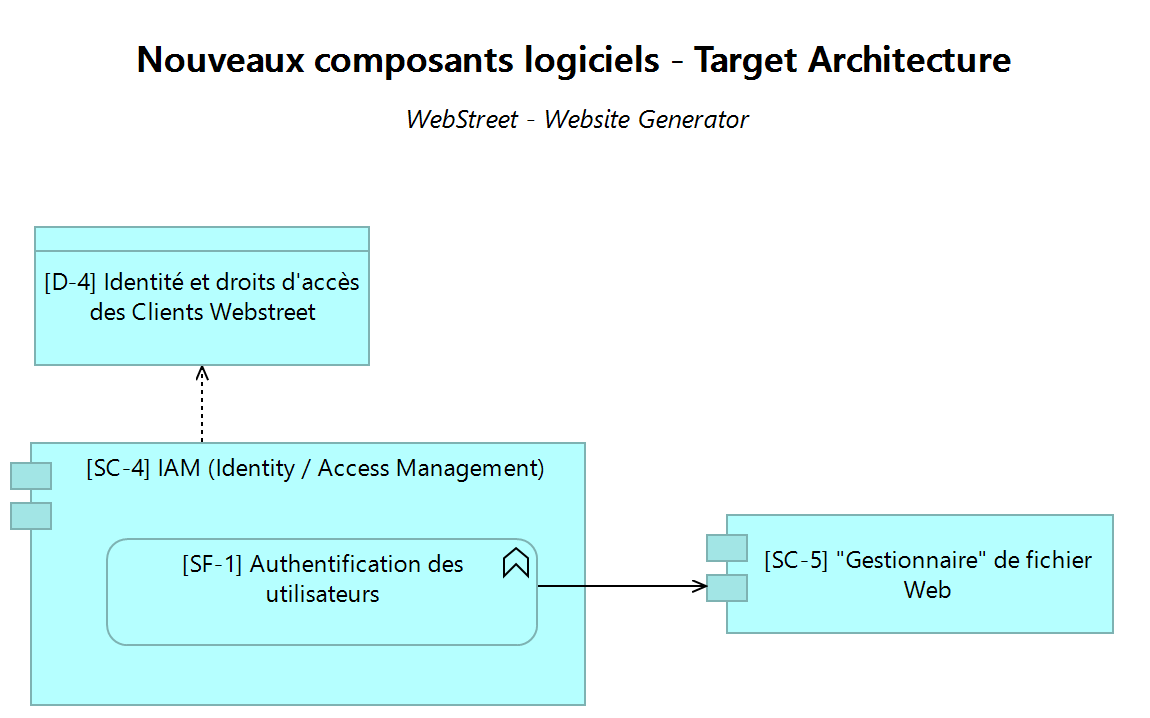 Nouveaux composants logiciels - Target Architecture
WebStreet - Website Generator
[D-4] Identité et droits d'accès
des Clients Webstreet
[SC-4] IAM (Identity / Access Management)
[SF-1] Authentification des
utilisateurs
[SC-5] "Gestionnaire" de fichier
Web